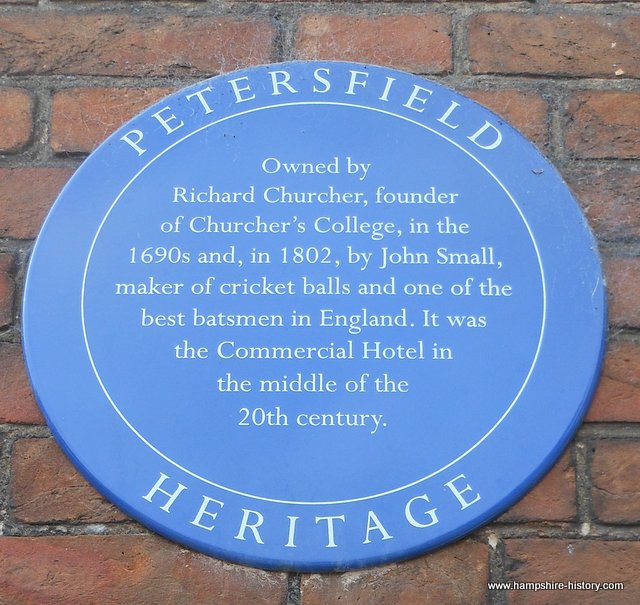 PETERSFIELD
Owned by
Richard Churcher, founder
of Churcher's College, in the
1690s and, in 1802, by John Small,
maker of cricket balls and one of the
best batsmen in England. It was
the Commercial Hotel in
the middle of the
20th century.
HERITAGE
www.hampshire-history.com